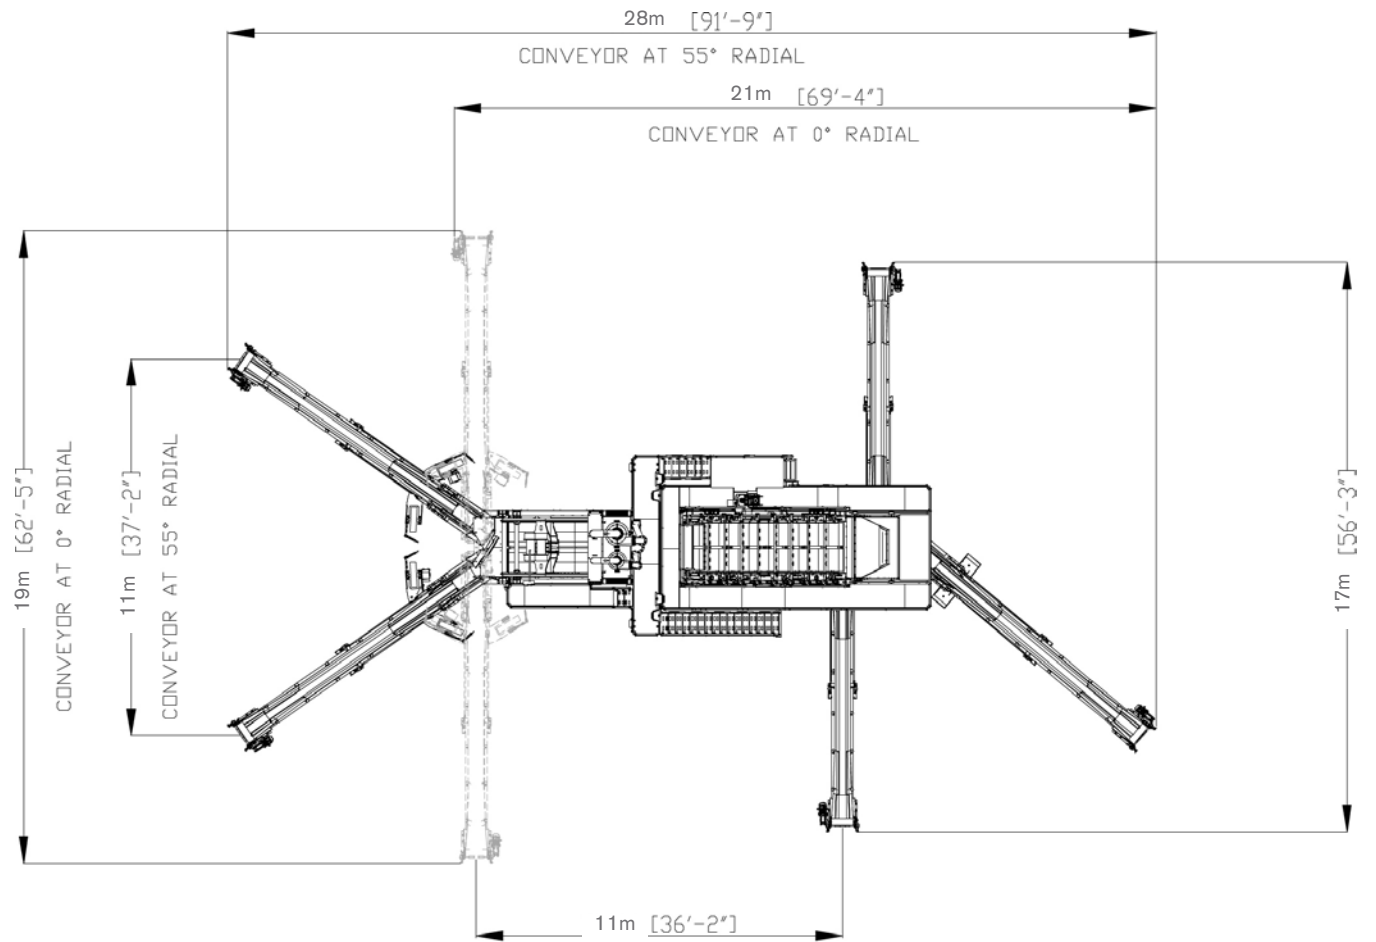 28m [91'-9"]
CONVEYOR AT 55° RADIAL
21m [69'-4"]
CONVEYOR AT 0° RADIAL
19m [62'-5"]
CONVEYOR AT 0° RADIAL
11m [37'-2"]
CONVEYOR AT 55° RADIAL
17m [56'-3"]
11m [36'-2"]